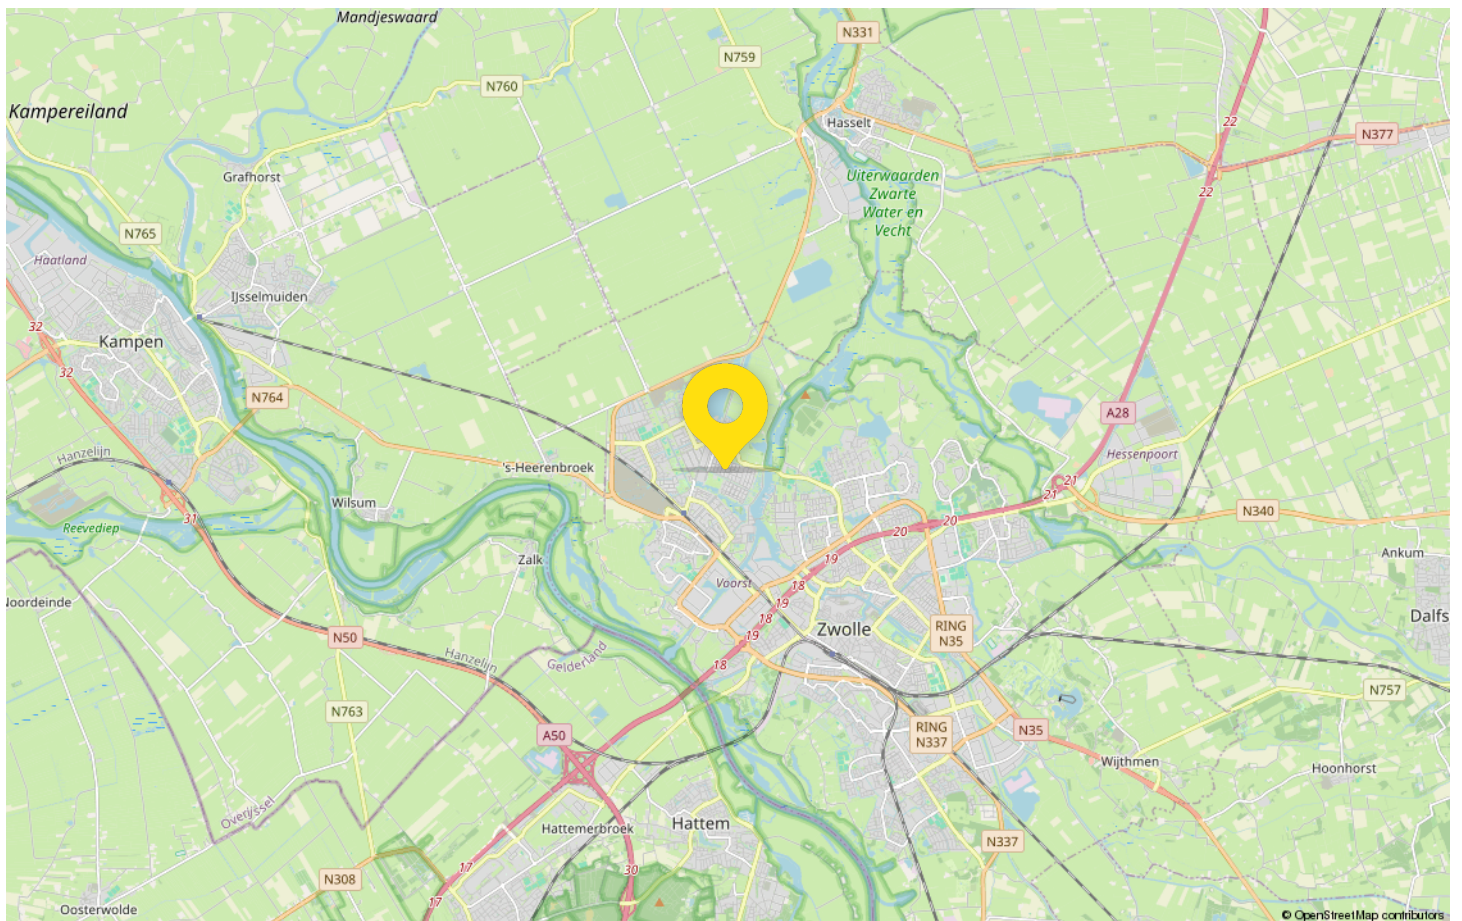 Mandjeswaard
N331
N759
N760
Kampereiland
Hasselt
22
N377
Grafhorst
Uiterwaarden
Zwarte
Water en
Vecht
22
N765
Haatland
IJsselmuiden
32
Kampen
32
N764
A28
Hanzelijn
's-Heerenbroek
Hessenpoort
21
21
Wilsum
31
Reevediep
20
20
N340
Zalk
19
Ankum
Voorst
18
19
Noordeinde
18
Dalfs
Zwolle
RING
N35
19
N50
Hanzelijn
Gelderland
18
N763
N757
A50
RING
N337
N35
Wijthmen
Hoonhorst
Overijssel
Hattem
Hattemerbroek
N337
N308
17
30
17
Oosterwolde
© OpenStreetMap contributors